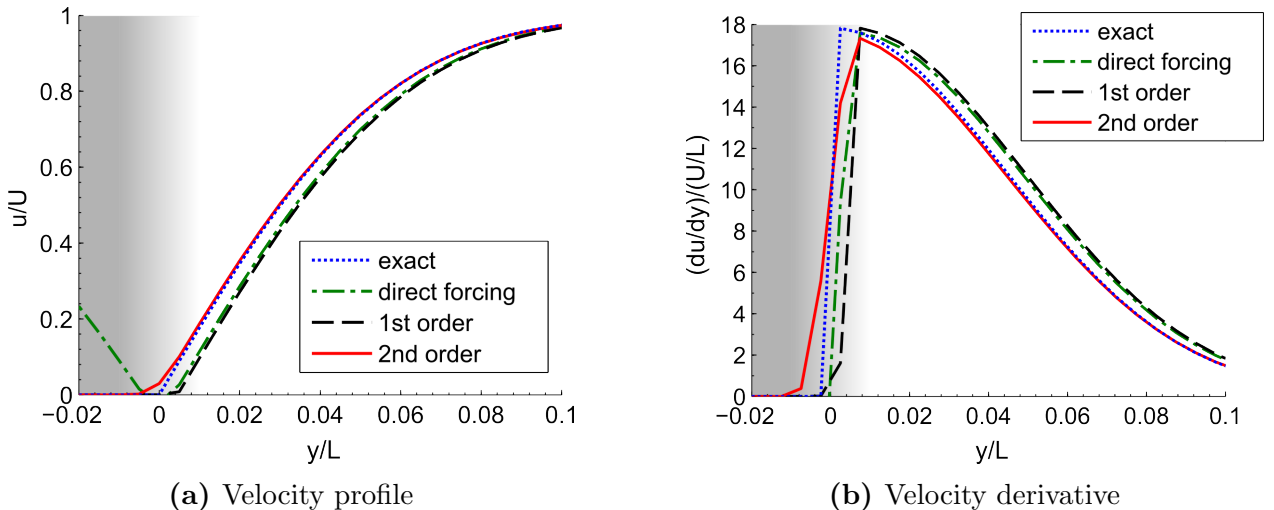 1
0.8
0.6
0.4
0.2
0
u/U
−0.02
0
0.02
0.04
0.06
0.08
0.1
y/L
exact
direct forcing
1st order
2nd order
(a) Velocity profile
18
16
14
12
10
8
6
4
2
0
(du/dy)/(U/L)
−0.02
0
0.02
0.04
0.06
0.08
0.1
y/L
exact
direct forcing
1st order
2nd order
(b) Velocity derivative